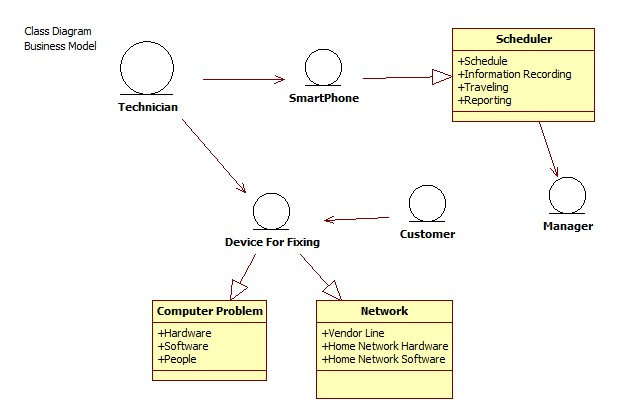 Class Diagram
Business Model
Technician
SmartPhone
Scheduler
+Schedule
+Information Recording
+Traveling
+Reporting
Manager
Device For Fixing
Customer
Computer Problem
+Hardware
+Software
+People
Network
+Vendor Line
+Home Network Hardware
+Home Network Software